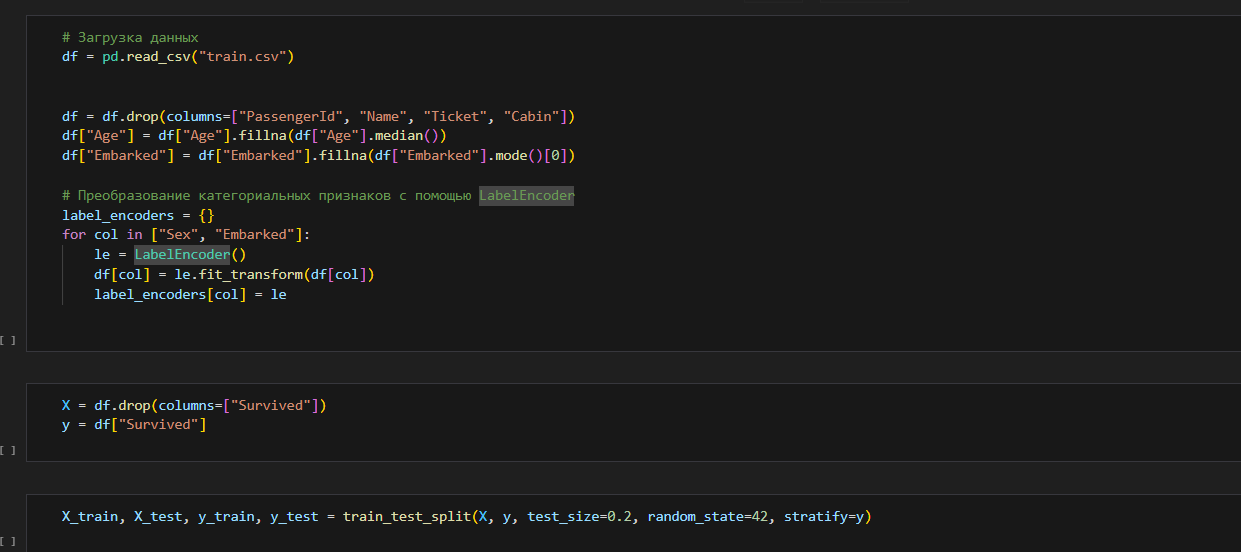 # Загрузка данных
df = pd.read_csv("train.csv")
df = df.drop(columns=["PassengerId", "Name", "Ticket", "Cabin"])
df["Age"] = df["Age"].fillna(df["Age"].median())
df["Embarked"] = df["Embarked"].fillna(df["Embarked"].mode()[0])
# Преобразование категориальных признаков с помощью LabelEncoder
label_encoders = {}
for col in ["Sex", "Embarked"]:
    le = LabelEncoder()
    df[col] = le.fit_transform(df[col])
    label_encoders[col] = le
[ ]
X = df.drop(columns=["Survived"])
y = df["Survived"]
[ ]
X_train, X_test, y_train, y_test = train_test_split(X, y, test_size=0.2, random_state=42, stratify=y)
[ ]